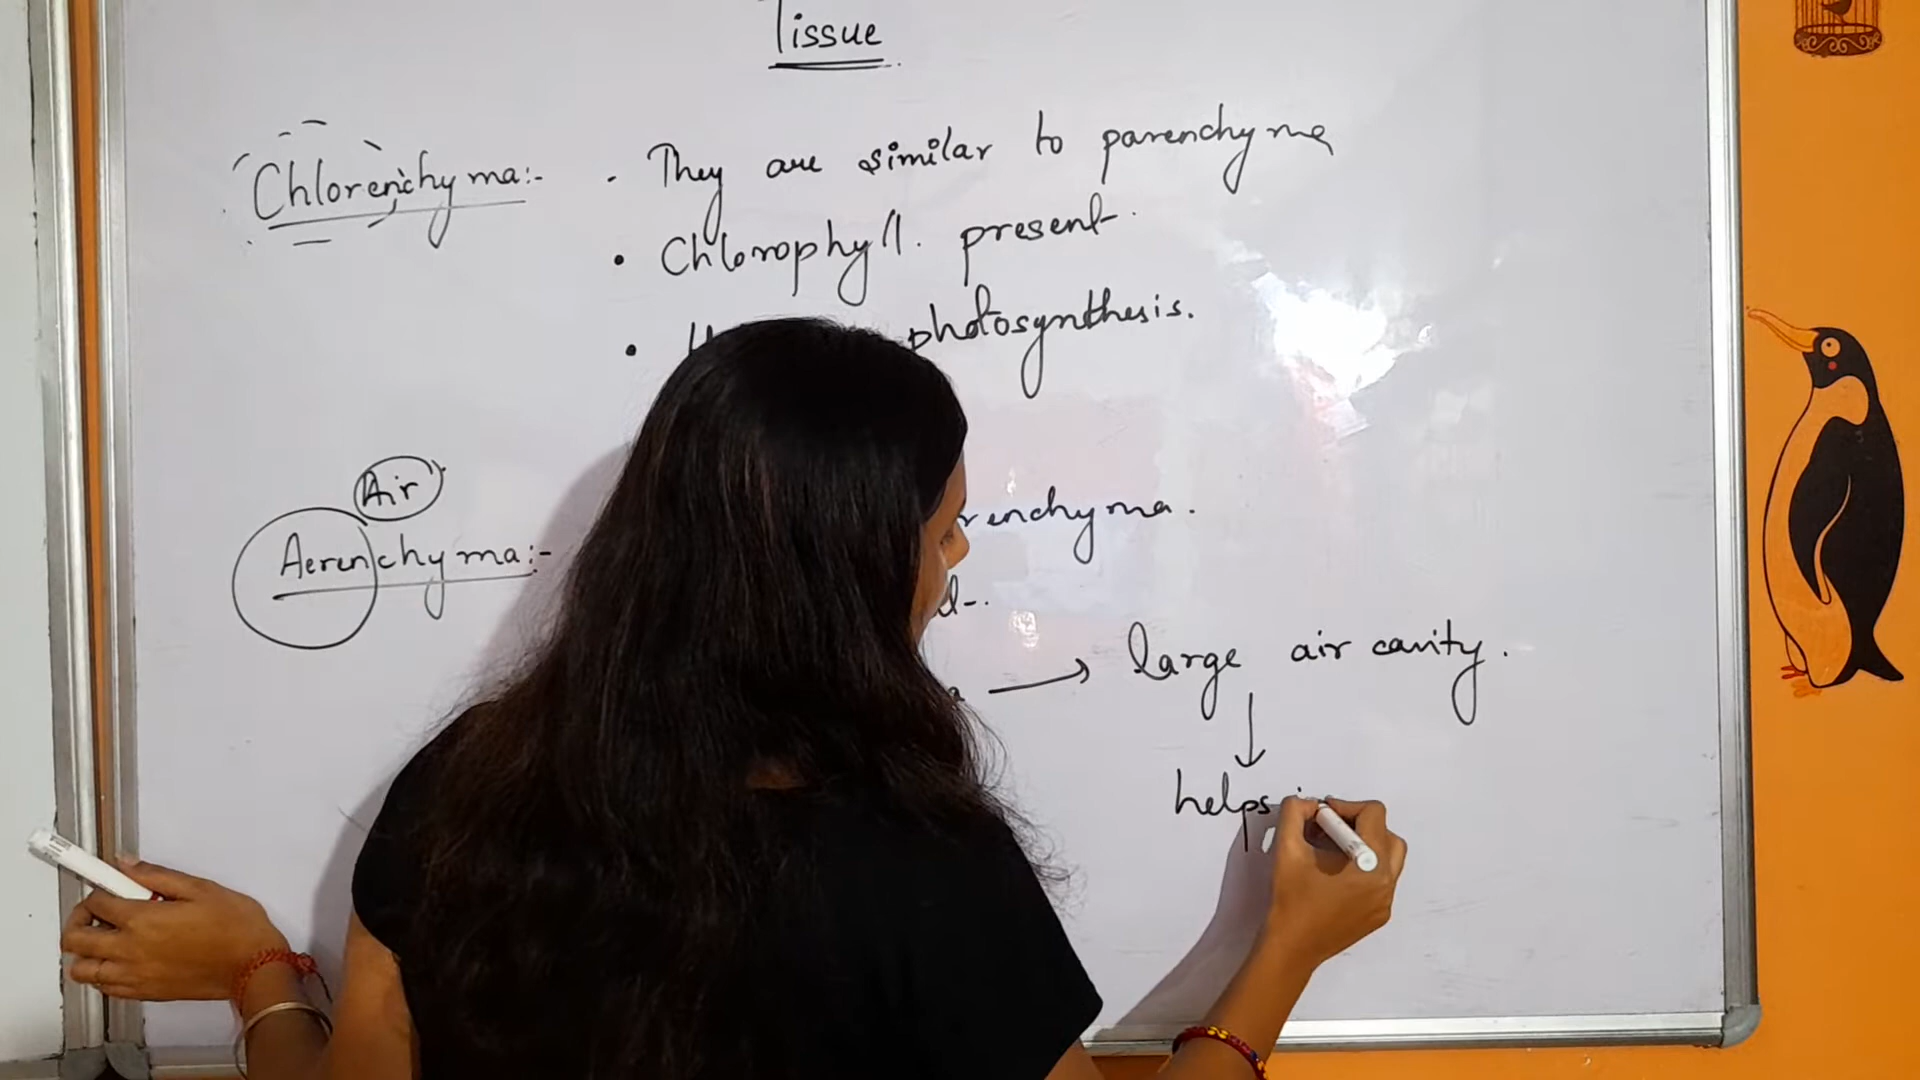 Tissue
Chlorenchyma:- . They are similar to parenchyma
• Chlorophyll. present.
• photosynthesis.
Air
Aerenchyma:- renchyma.
→ large air cavity.
↓
helps